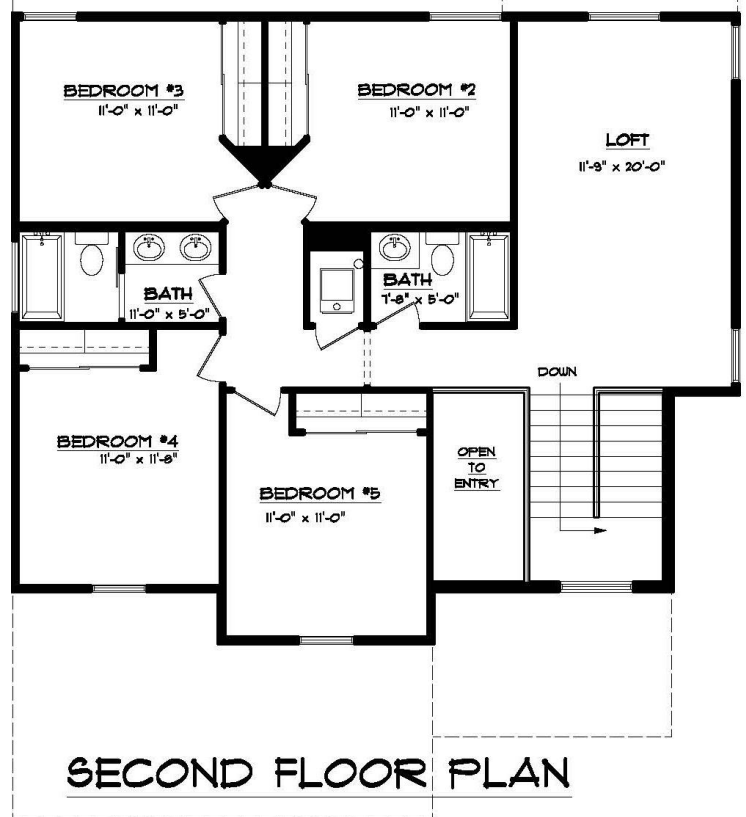 BEDROOM #3
11'-0" x 11'-0"
BEDROOM #2
11'-0" x 11'-0"
LOFT
11'-9" x 20'-0"
BATH
11'-0" x 5'-0"
BATH
7'-8" x 5'-0"
DOWN
BEDROOM #4
11'-0" x 11'-8"
OPEN
TO
ENTRY
BEDROOM #5
11'-0" x 11'-0"
SECOND FLOOR PLAN